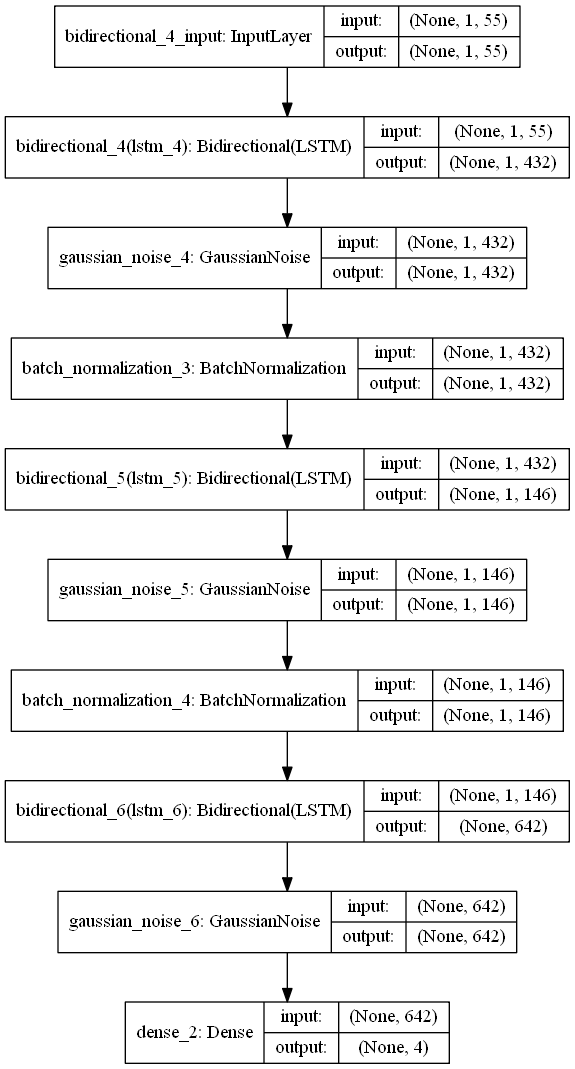 bidirectional_4_input: InputLayer
input: (None, 1, 55)
output: (None, 1, 55)
bidirectional_4(lstm_4): Bidirectional(LSTM)
input: (None, 1, 55)
output: (None, 1, 432)
gaussian_noise_4: GaussianNoise
input: (None, 1, 432)
output: (None, 1, 432)
batch_normalization_3: BatchNormalization
input: (None, 1, 432)
output: (None, 1, 432)
bidirectional_5(lstm_5): Bidirectional(LSTM)
input: (None, 1, 432)
output: (None, 1, 146)
gaussian_noise_5: GaussianNoise
input: (None, 1, 146)
output: (None, 1, 146)
batch_normalization_4: BatchNormalization
input: (None, 1, 146)
output: (None, 1, 146)
bidirectional_6(lstm_6): Bidirectional(LSTM)
input: (None, 1, 146)
output: (None, 642)
gaussian_noise_6: GaussianNoise
input: (None, 642)
output: (None, 642)
dense_2: Dense
input: (None, 642)
output: (None, 4)